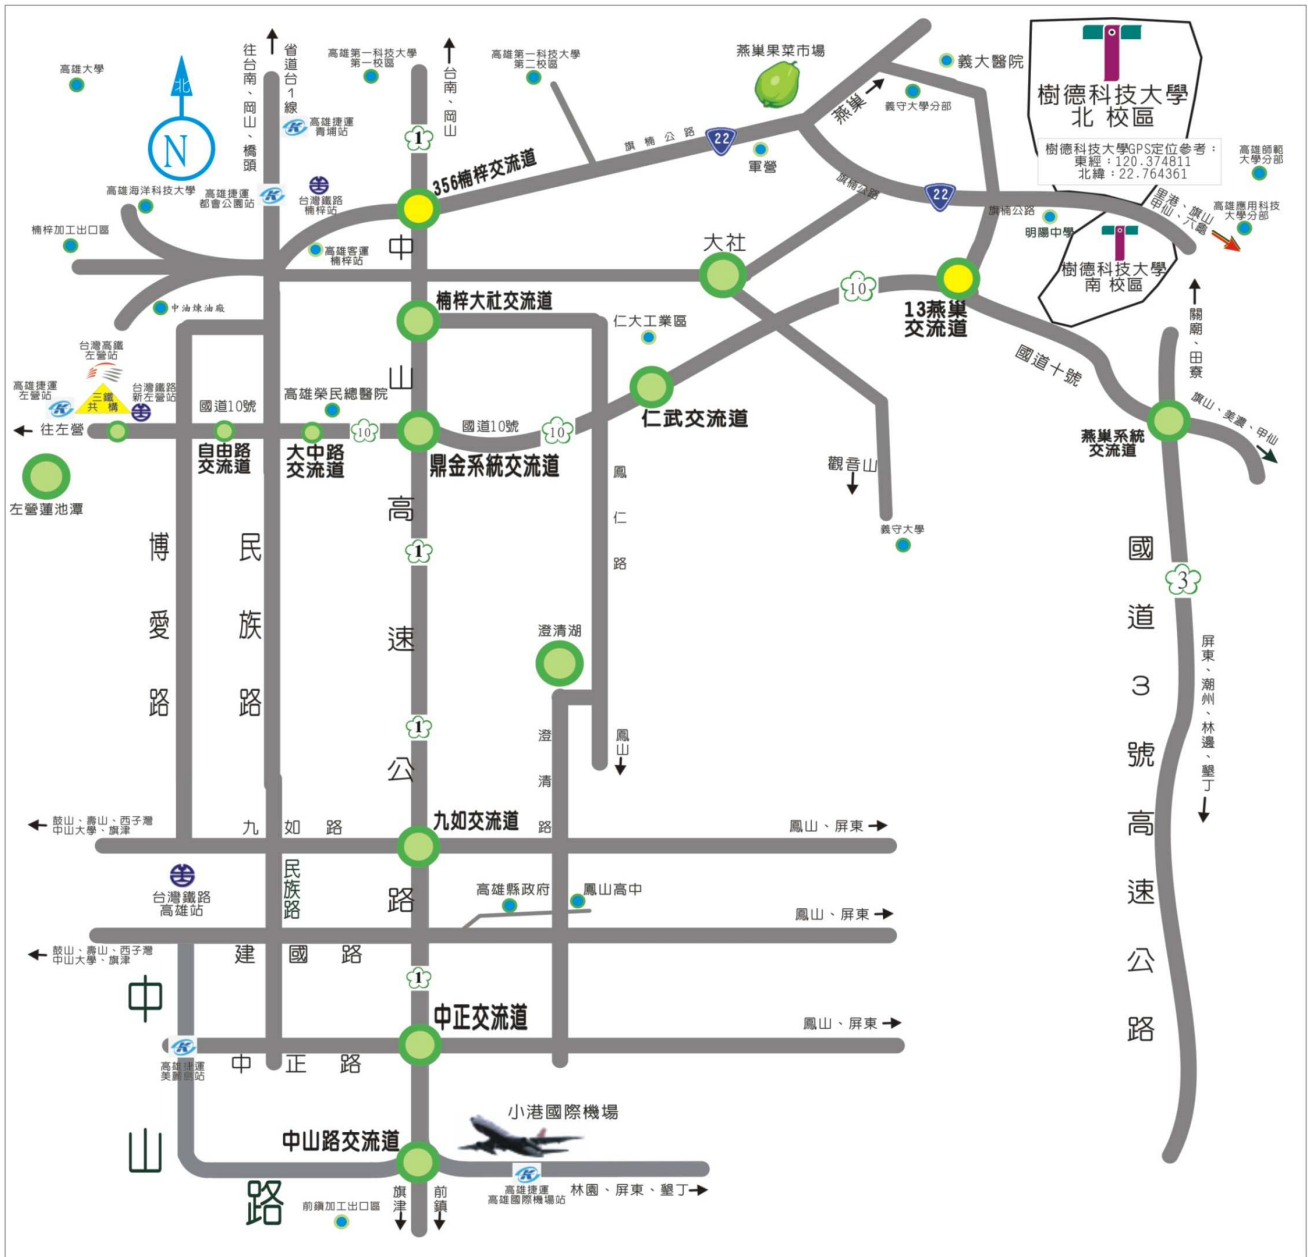 往台南、岡山、橋頭
省道台1線
高雄第一科技大學
第一校區
台南、岡山
高雄第一科技大學
第二校區
燕巢果菜市場
義大醫院
樹德科技大學
北 校區
樹德科技大學GPS定位參考：
東經：120.374811
北緯：22.764361
高雄大學
北
N
高雄捷運
青埔站
1
旗楠公路
22
燕巢
義守大學分部
軍營
高雄師範
大學分部
高雄海洋科技大學
高雄捷運
都會公園站
台灣鐵路
楠梓站
356楠梓交流道
旗楠公路
22
旗楠公路
明陽中學
里港、旗山
甲仙、六龜
高雄應用科技
大學分部
楠梓加工出口區
高雄客運
楠梓站
中
大社
樹德科技大學
南 校區
10
中油煉油廠
楠梓大社交流道
13燕巢
交流道
仁大工業區
關廟、田寮
國道十號
台灣高鐵
左營站
山
高雄捷運
左營站
三鐵
共構
台灣鐵路
新左營站
國道10號
高雄榮民總醫院
仁武交流道
旗山、美濃、甲仙
往左營
10
國道10號
10
自由路
交流道
大中路
交流道
鼎金系統交流道
燕巢系統
交流道
觀音山
左營蓮池潭
鳳仁路
高
義守大學
博愛路
民族路
1
國道3號高速公路
3
速
澄清湖
屏東、潮州、林邊、墾丁
1
澄清路
鳳山
公
九如交流道
鼓山、壽山、西子灣
中山大學、旗津
九如路
鳳山、屏東
台灣鐵路
高雄站
民族路
路
高雄縣政府
鳳山高中
鳳山、屏東
鼓山、壽山、西子灣
中山大學、旗津
建國路
1
中山路
中正交流道
鳳山、屏東
高雄捷運
美麗島站
中正路
小港國際機場
中山路交流道
高雄捷運
高雄國際機場站
林園、屏東、墾丁
旗津
前鎮
前鎮加工出口區